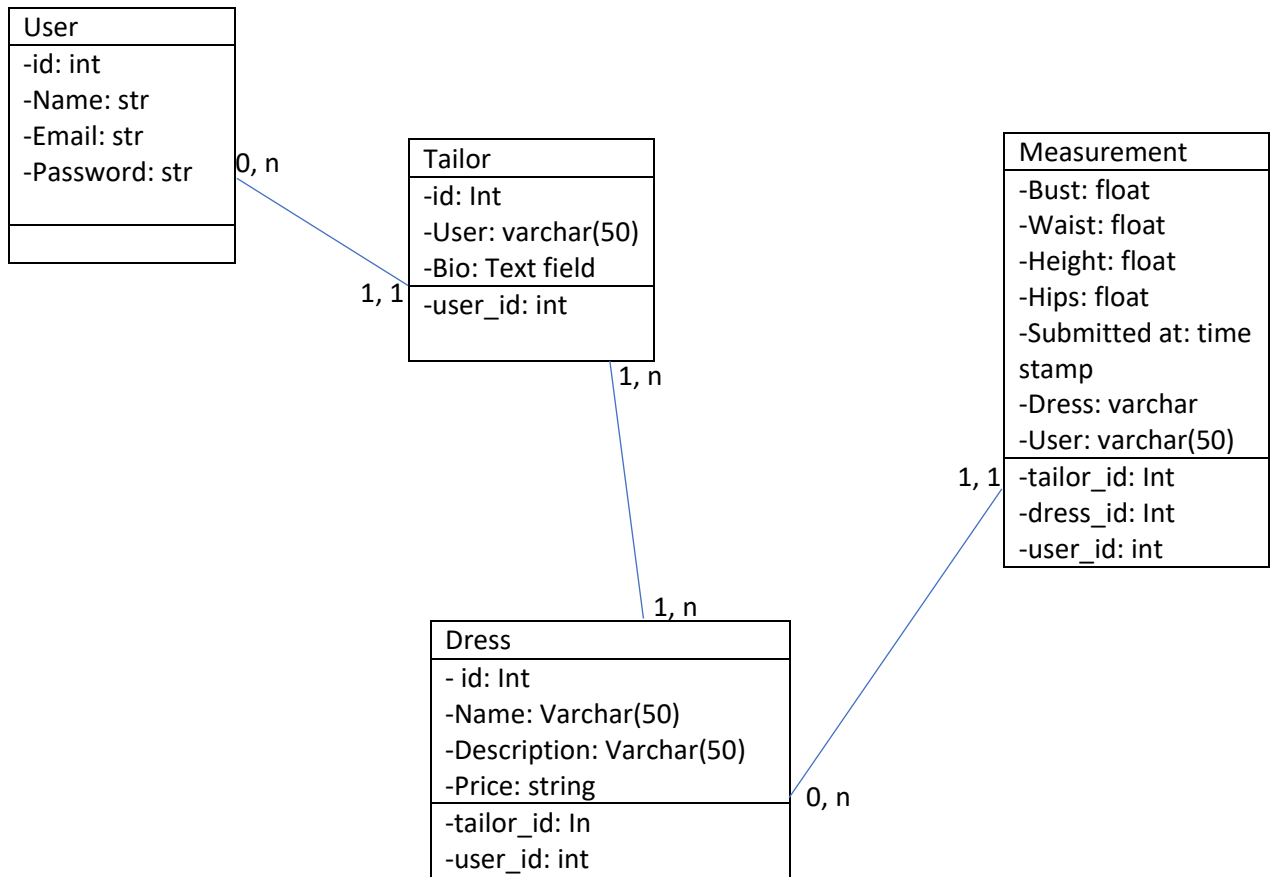 User
-id: int
-Name: str
-Email: str
-Password: str
0, n
Tailor
-id: Int
-User: varchar(50)
-Bio: Text field
-user_id: int
1, 1
1, n
Measurement
-Bust: float
-Waist: float
-Height: float
-Hips: float
-Submitted at: time
stamp
-Dress: varchar
-User: varchar(50)
-tailor_id: Int
-dress_id: Int
-user_id: int
1, 1
1, n
Dress
- id: Int
-Name: Varchar(50)
-Description: Varchar(50)
-Price: string
-tailor_id: In
-user_id: int
0, n